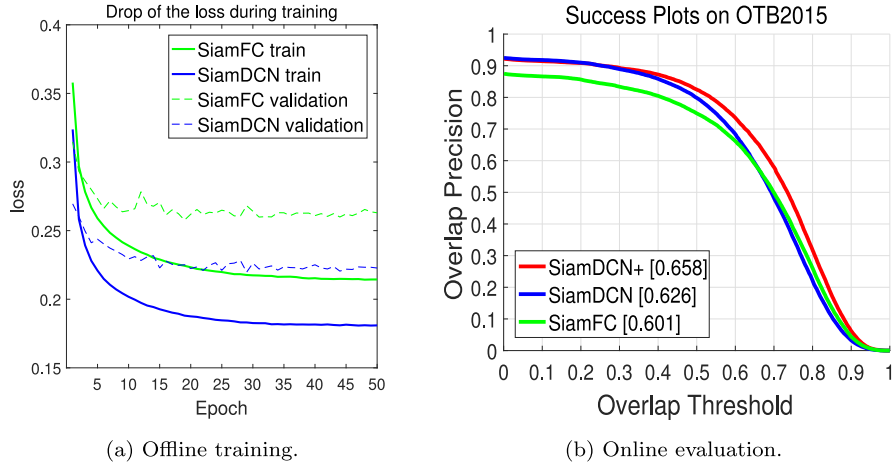 Drop of the loss during training
0.4
0.35
0.3
0.25
0.2
0.15
loss
SiamFC train
SiamDCN train
SiamFC validation
SiamDCN validation
5 10 15 20 25 30 35 40 45 50
Epoch
(a) Offline training.
Success Plots on OTB2015
1
0.9
0.8
0.7
0.6
0.5
0.4
0.3
0.2
0.1
0
Overlap Precision
SiamDCN+ [0.658]
SiamDCN [0.626]
SiamFC [0.601]
0 0.1 0.2 0.3 0.4 0.5 0.6 0.7 0.8 0.9 1
Overlap Threshold
(b) Online evaluation.